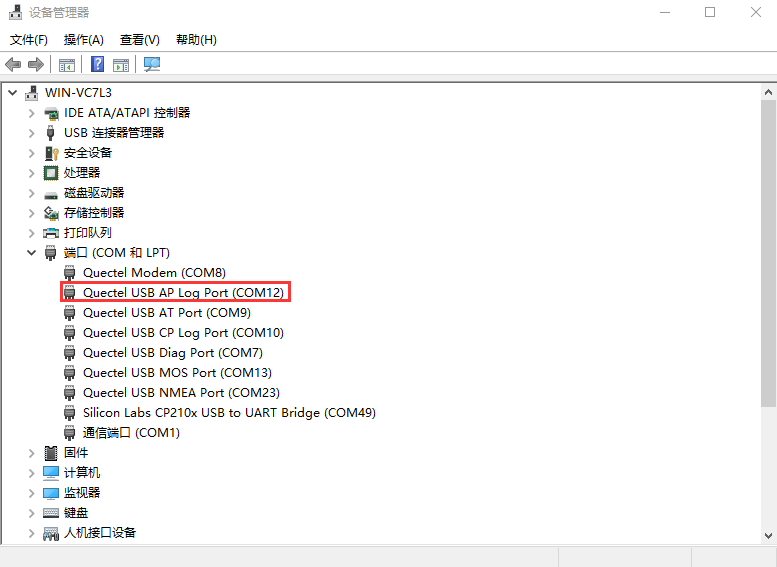 设备管理器
文件(F) 操作(A) 查看(V) 帮助(H)
WIN-VC7L3
IDE ATA/ATAPI 控制器
USB 连接器管理器
安全设备
处理器
磁盘驱动器
存储控制器
打印队列
端口 (COM 和 LPT)
Quectel Modem (COM8)
Quectel USB AP Log Port (COM12)
Quectel USB AT Port (COM9)
Quectel USB CP Log Port (COM10)
Quectel USB Diag Port (COM7)
Quectel USB MOS Port (COM13)
Quectel USB NMEA Port (COM23)
Silicon Labs CP210x USB to UART Bridge (COM49)
通信端口 (COM1)
固件
计算机
监视器
键盘
人机接口设备